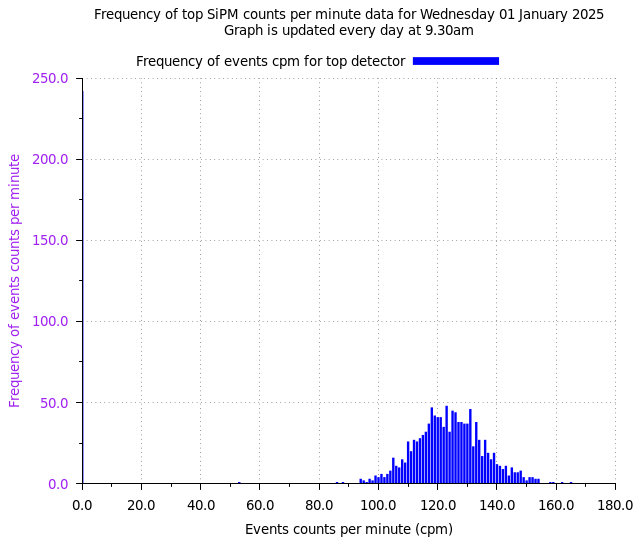 Frequency of top SiPM counts per minute data for Wednesday 01 January 2025
Graph is updated every day at 9.30am
Frequency of events cpm for top detector
250.0
200.0
150.0
100.0
50.0
0.0
Frequency of events counts per minute
0.0 20.0 40.0 60.0 80.0 100.0 120.0 140.0 160.0 180.0
Events counts per minute (cpm)